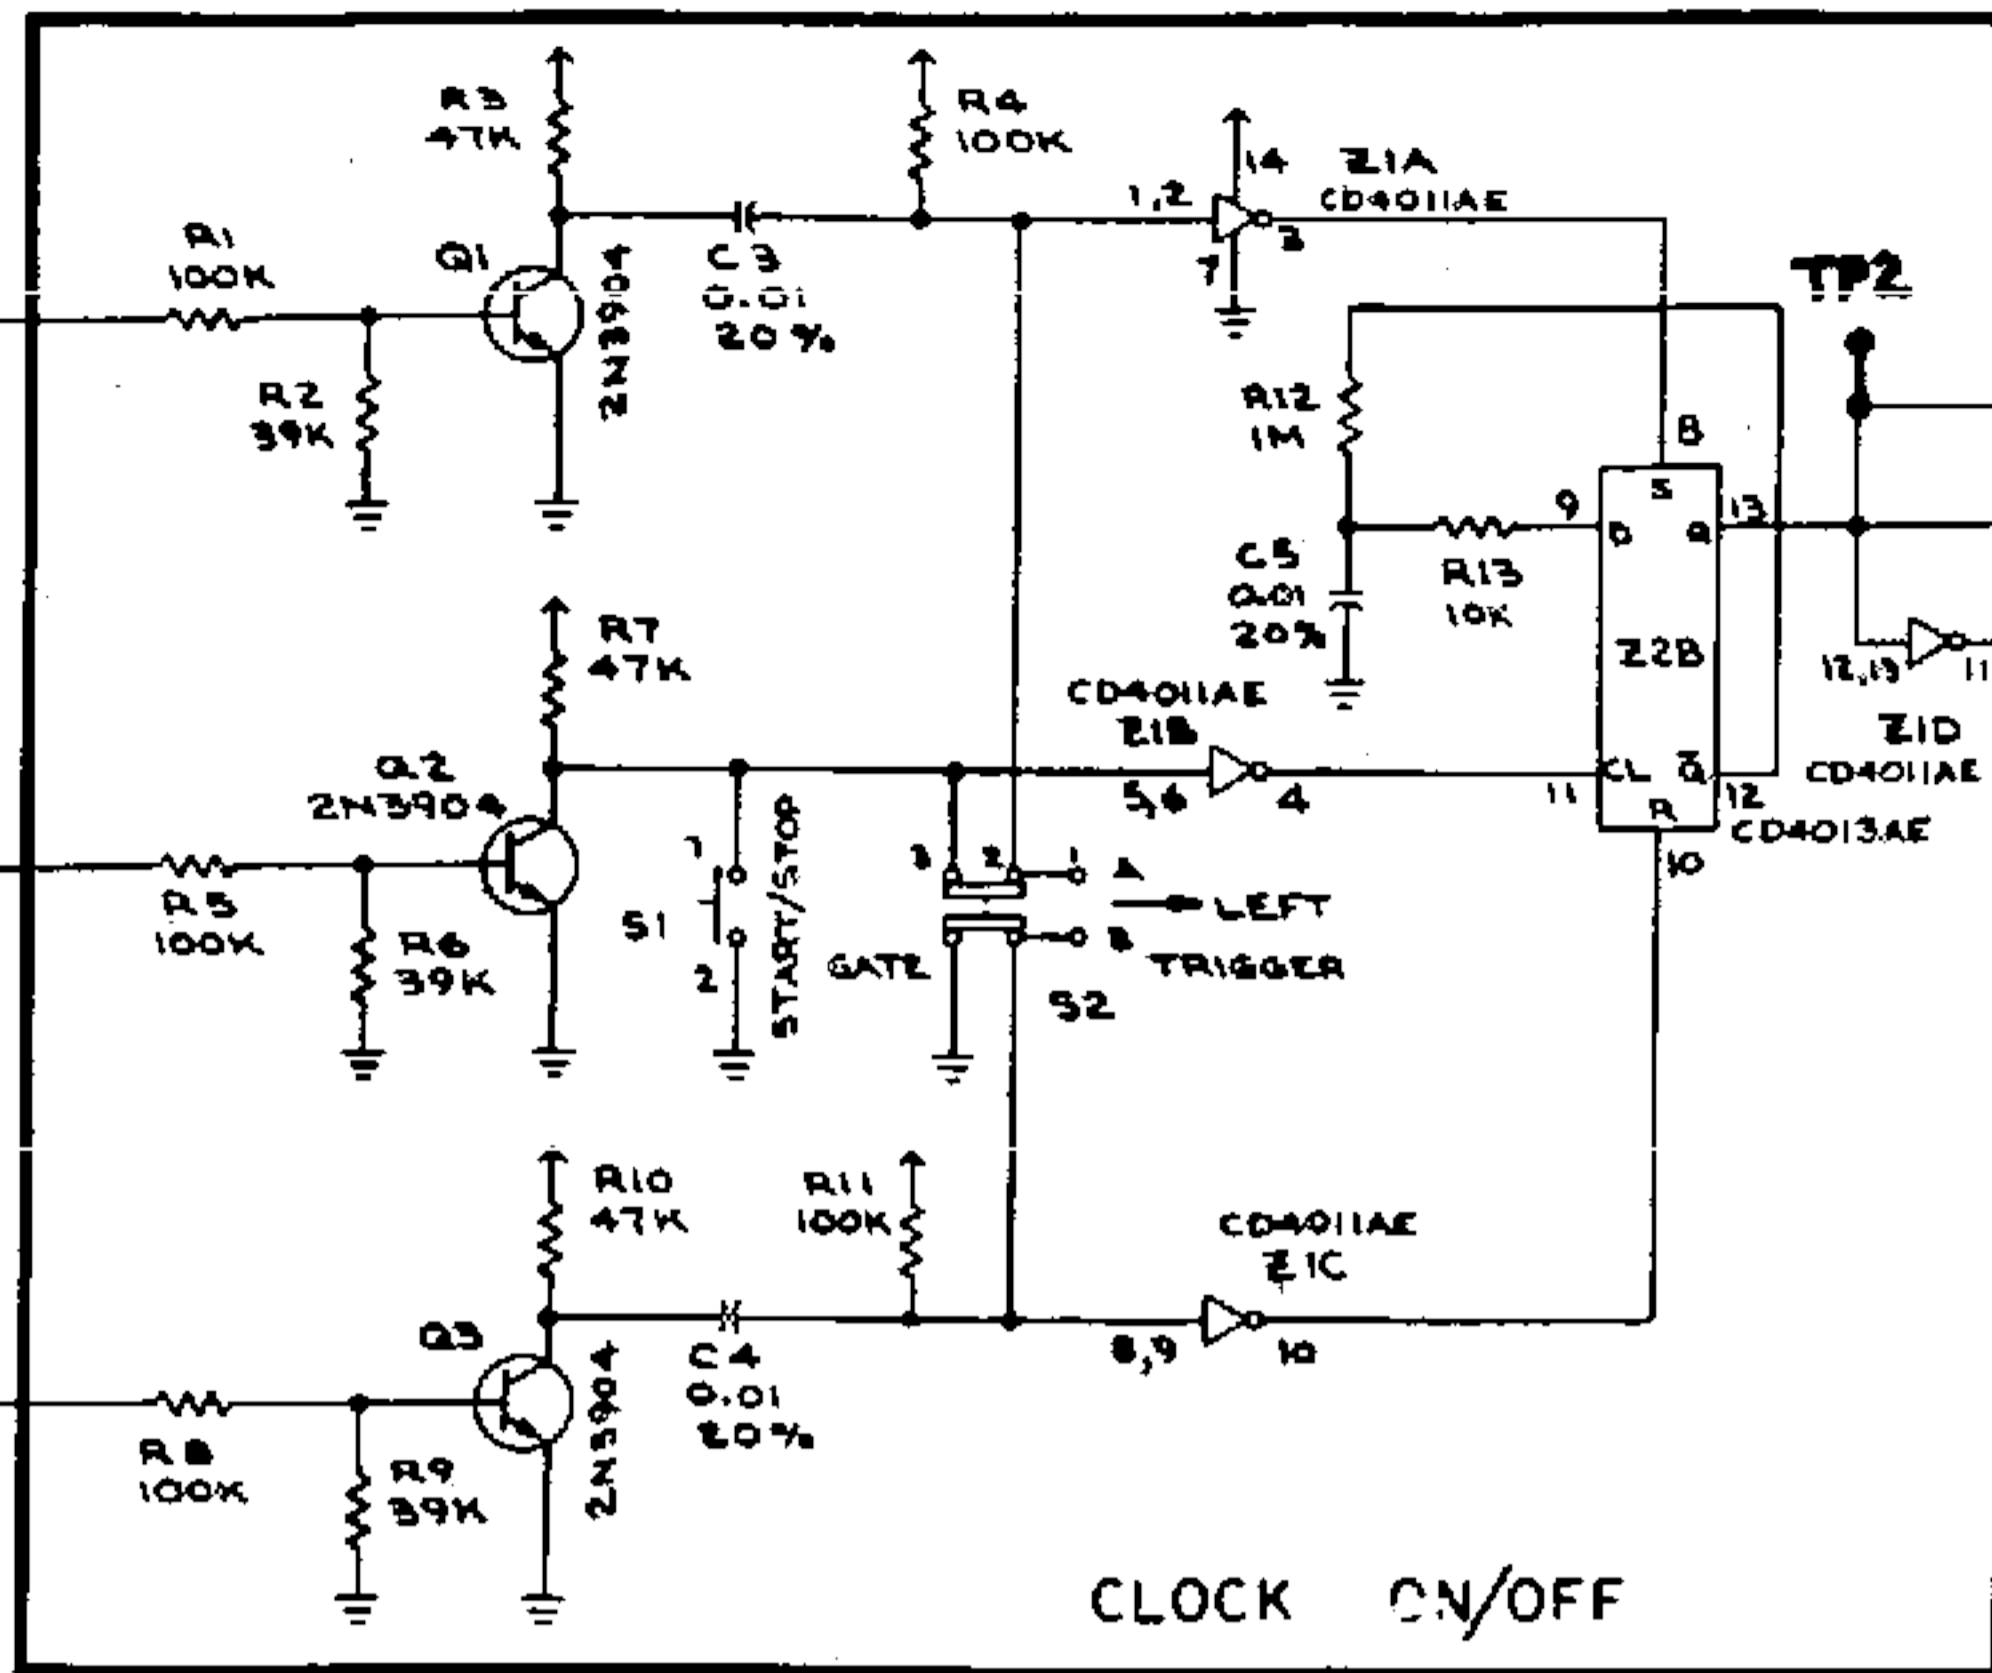 R3
47K
R4
100K
14
Z1A
CD4011AE
1,2
3
7
R1
100K
Q1
2N3904
C3
0.01
20%
TP2
R2
39K
R12
1M
8
S
9
D
Q
13
C5
0.01
20%
R13
10K
Z2B
12,13
11
Z1D
CD4011AE
R7
47K
CD4011AE
Z1B
5,6
4
11
CL
Q̅
12
R
CD4013AE
10
Q2
2N3904
R5
100K
R6
39K
1
S1
2
START/STOP
3
2
1
A
LEFT
B
GATE
TRIGGER
S2
R10
47K
R11
100K
CD4011AE
Z1C
8,9
10
Q3
2N3904
C4
0.01
20%
R8
100K
R9
39K
CLOCK ON/OFF